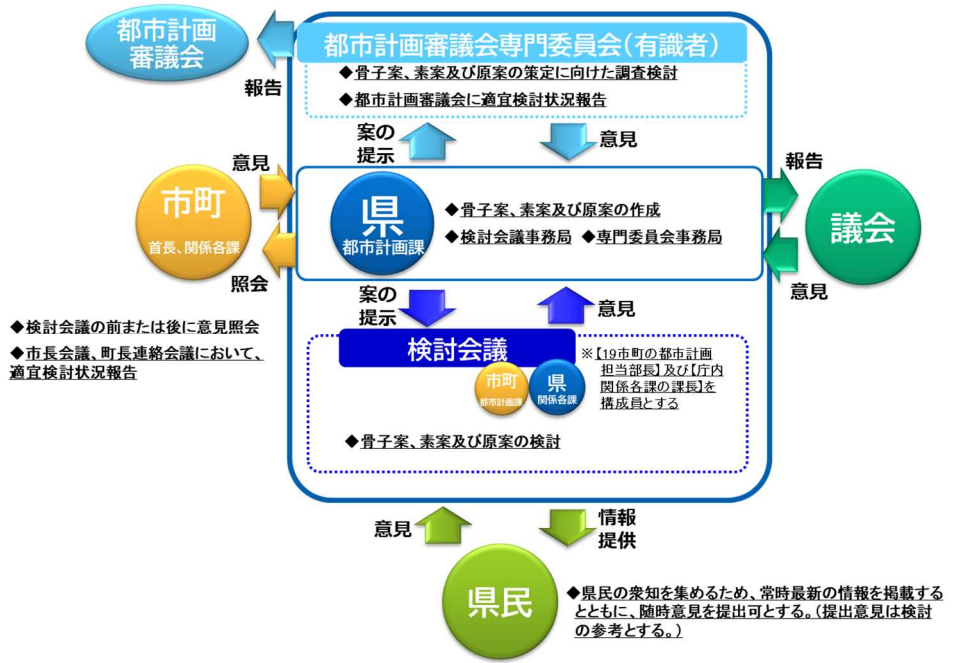 都市計画
審議会
都市計画審議会専門委員会(有識者)
◆骨子案、素案及び原案の策定に向けた調査検討
◆都市計画審議会に適宜検討状況報告
報告
案の
提示
意見
意見
市町
首長、関係各課
照会
県
都市計画課
◆骨子案、素案及び原案の作成
◆検討会議事務局 ◆専門委員会事務局
報告
議会
意見
◆検討会議の前または後に意見照会
◆市長会議、町長連絡会議において、
適宜検討状況報告
案の
提示
意見
検討会議
市町
都市計画課
県
関係各課
※【19市町の都市計画
担当部長】及び【庁内
関係各課の課長】を
構成員とする
◆骨子案、素案及び原案の検討
意見
情報
提供
県民
◆県民の衆知を集めるため、常時最新の情報を掲載する
とともに、随時意見を提出可とする。(提出意見は検討
の参考とする。)